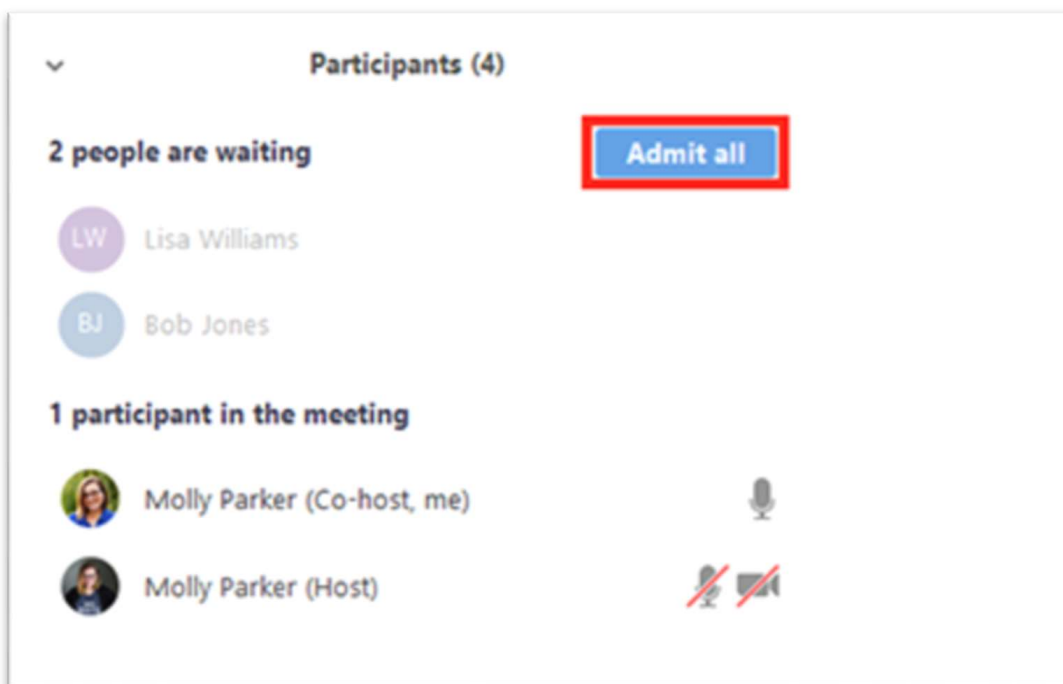 Participants (4)
2 people are waiting Admit all
LW Lisa Williams
BJ Bob Jones
1 participant in the meeting
Molly Parker (Co-host, me)
Molly Parker (Host)